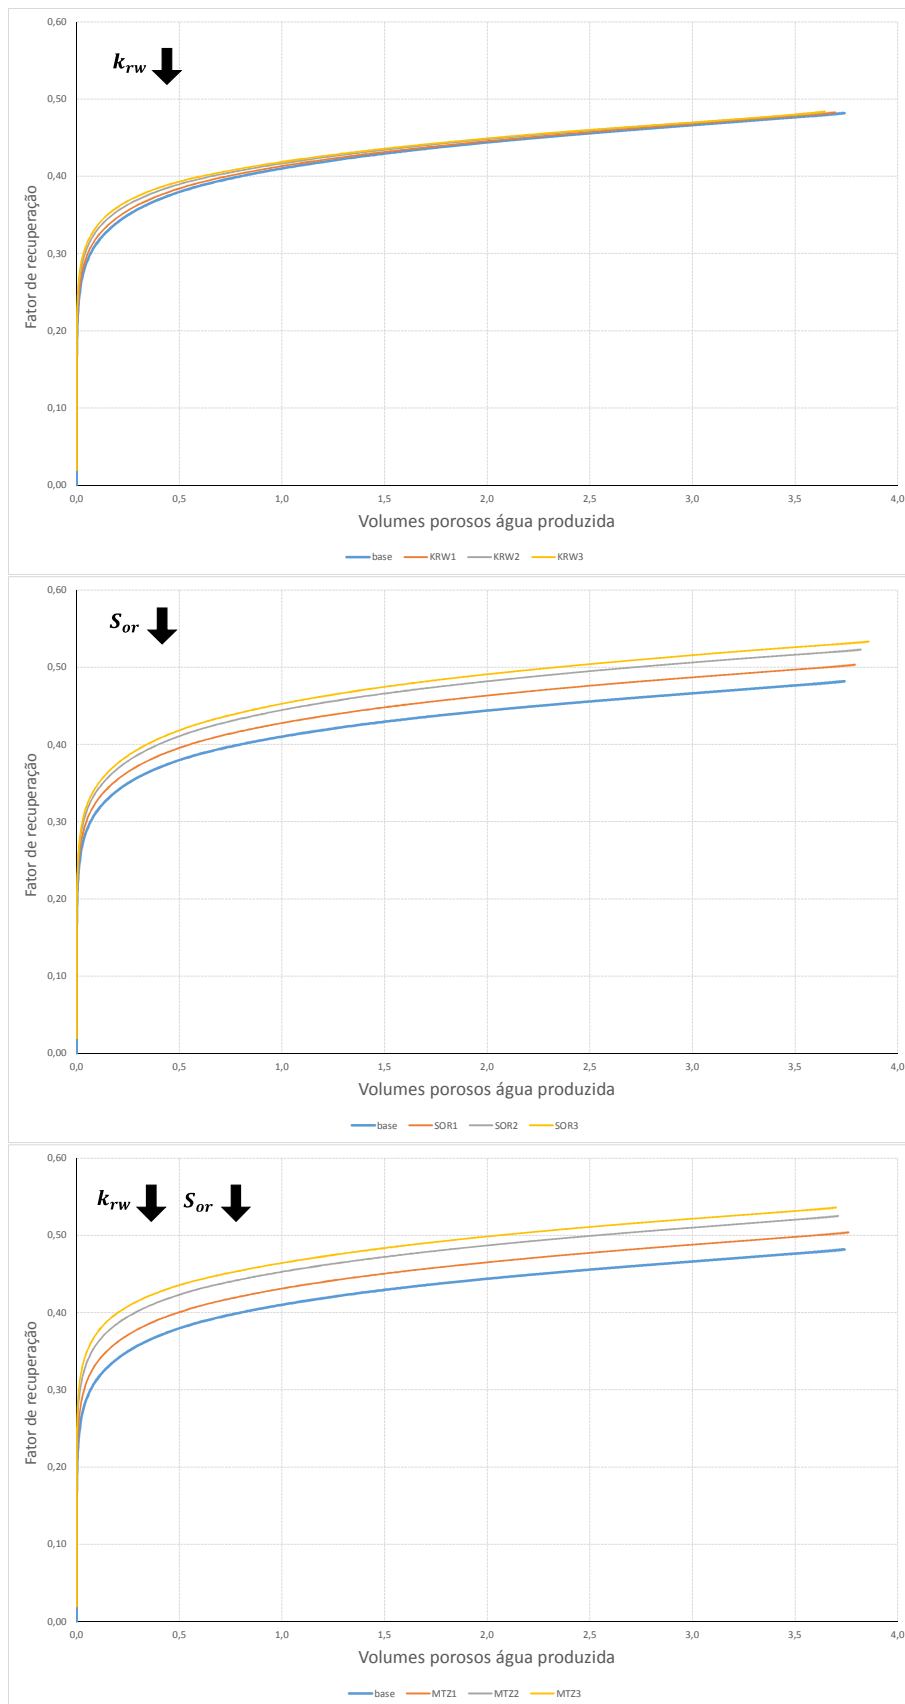 0,60
k_rw
0,50
0,40
0,30
0,20
0,10
0,00
Fator de recuperação
0,0 0,5 1,0 1,5 2,0 2,5 3,0 3,5 4,0
Volumes porosos água produzida
base KRW1 KRW2 KRW3
0,60
S_or
0,50
0,40
0,30
0,20
0,10
0,00
Fator de recuperação
0,0 0,5 1,0 1,5 2,0 2,5 3,0 3,5 4,0
Volumes porosos água produzida
base SOR1 SOR2 SOR3
0,60
k_rw S_or
0,50
0,40
0,30
0,20
0,10
0,00
Fator de recuperação
0,0 0,5 1,0 1,5 2,0 2,5 3,0 3,5 4,0
Volumes porosos água produzida
base MTZ1 MTZ2 MTZ3